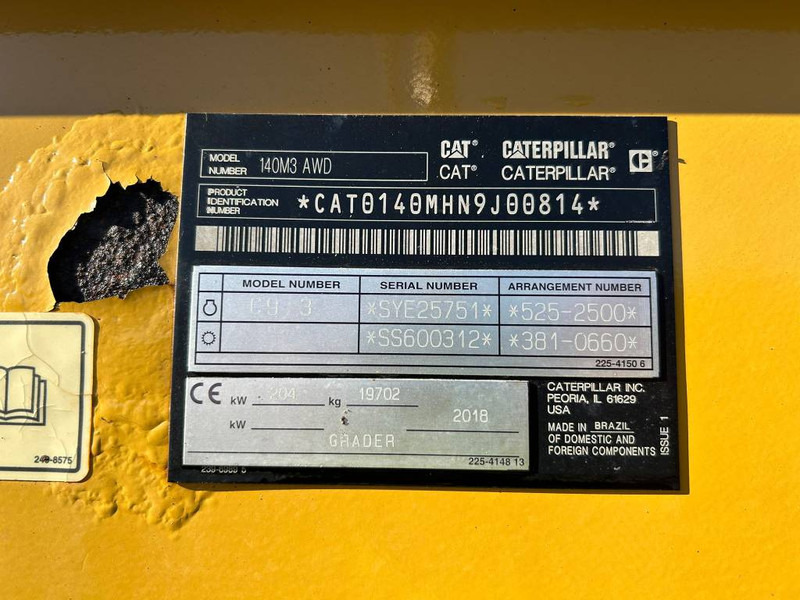 MODEL NUMBER 140M3 AWD
CAT® CATERPILLAR®
CAT® CATERPILLAR®
PRODUCT IDENTIFICATION NUMBER *CAT0140MHN9J00814*
MODEL NUMBER SERIAL NUMBER ARRANGEMENT NUMBER
C9.3 *SYE25751* *525-2500*
*SS600312* *381-0660*
225-4150 6
CE kW 204 kg 19702
kW 2018
GRADER
225-4148 13
CATERPILLAR INC.
PEORIA, IL 61629
USA
MADE IN BRAZIL
OF DOMESTIC AND
FOREIGN COMPONENTS
ISSUE 1